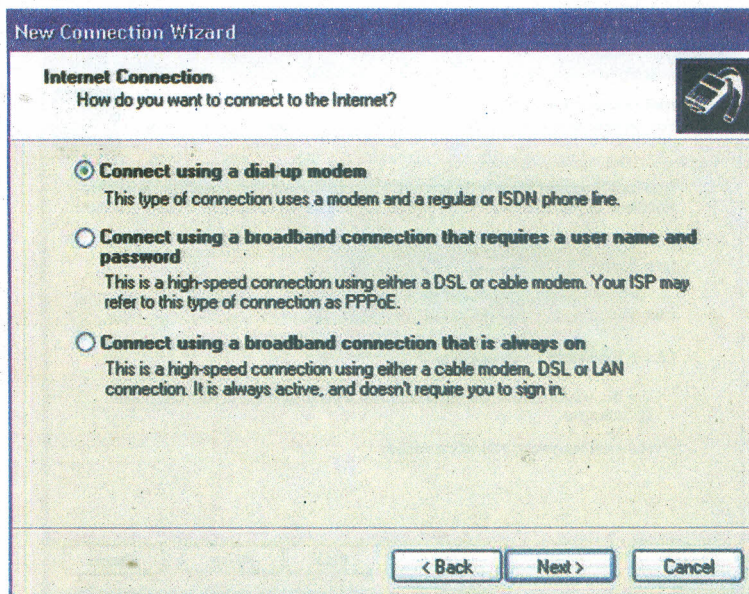 New Connection Wizard
Internet Connection
How do you want to connect to the Internet?
Connect using a dial-up modem
This type of connection uses a modem and a regular or ISDN phone line.
Connect using a broadband connection that requires a user name and
password
This is a high-speed connection using either a DSL or cable modem. Your ISP may
refer to this type of connection as PPPoE.
Connect using a broadband connection that is always on
This is a high-speed connection using either a cable modem, DSL or LAN
connection. It is always active, and doesn't require you to sign in.
< Back
Next >
Cancel